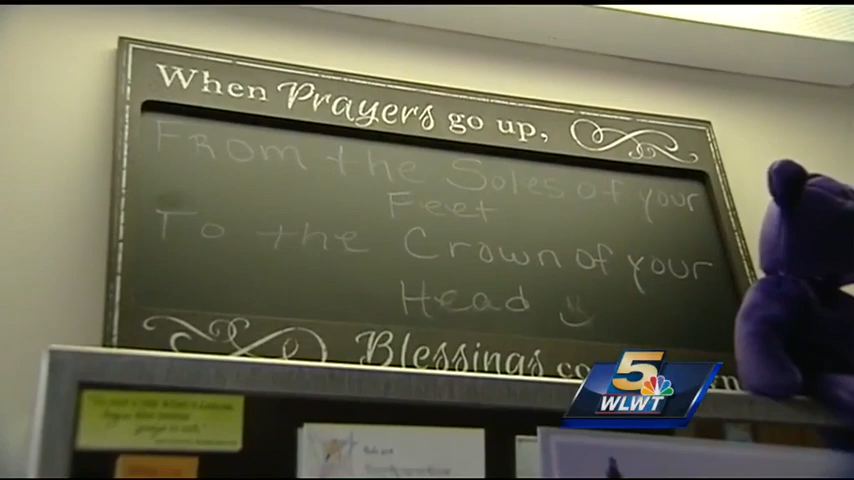 When Prayers go up,
From the Soles of your
Feet
To the Crown of your
Head
Blessings
5
WLWT